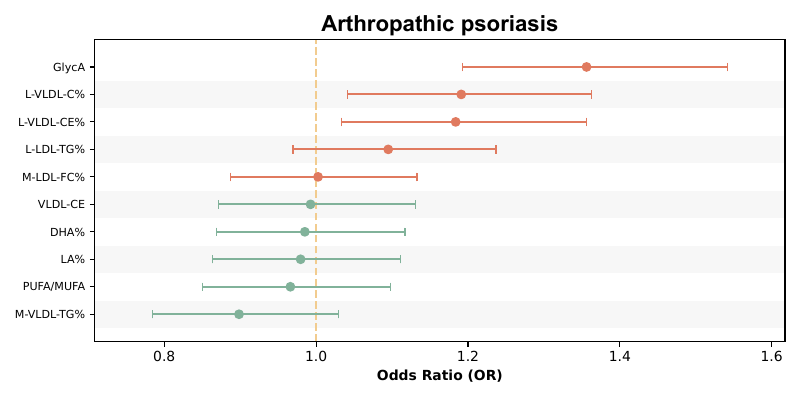 Arthropathic psoriasis
GlycA
L-VLDL-C%
L-VLDL-CE%
L-LDL-TG%
M-LDL-FC%
VLDL-CE
DHA%
LA%
PUFA/MUFA
M-VLDL-TG%
0.8 1.0 1.2 1.4 1.6
Odds Ratio (OR)